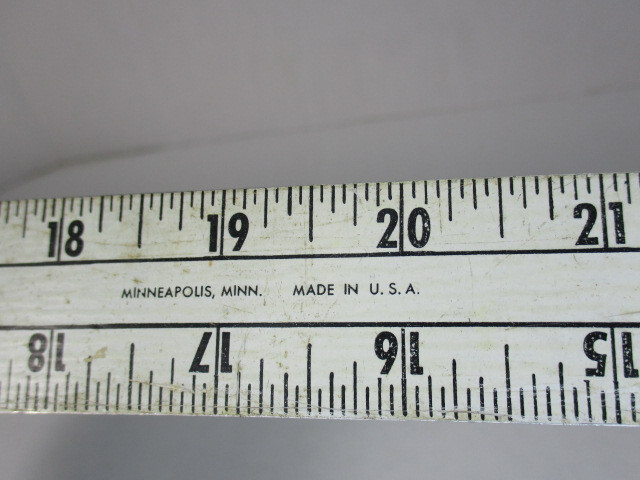 18 19 20 21
MINNEAPOLIS, MINN. MADE IN U.S.A.
18 17 16 15